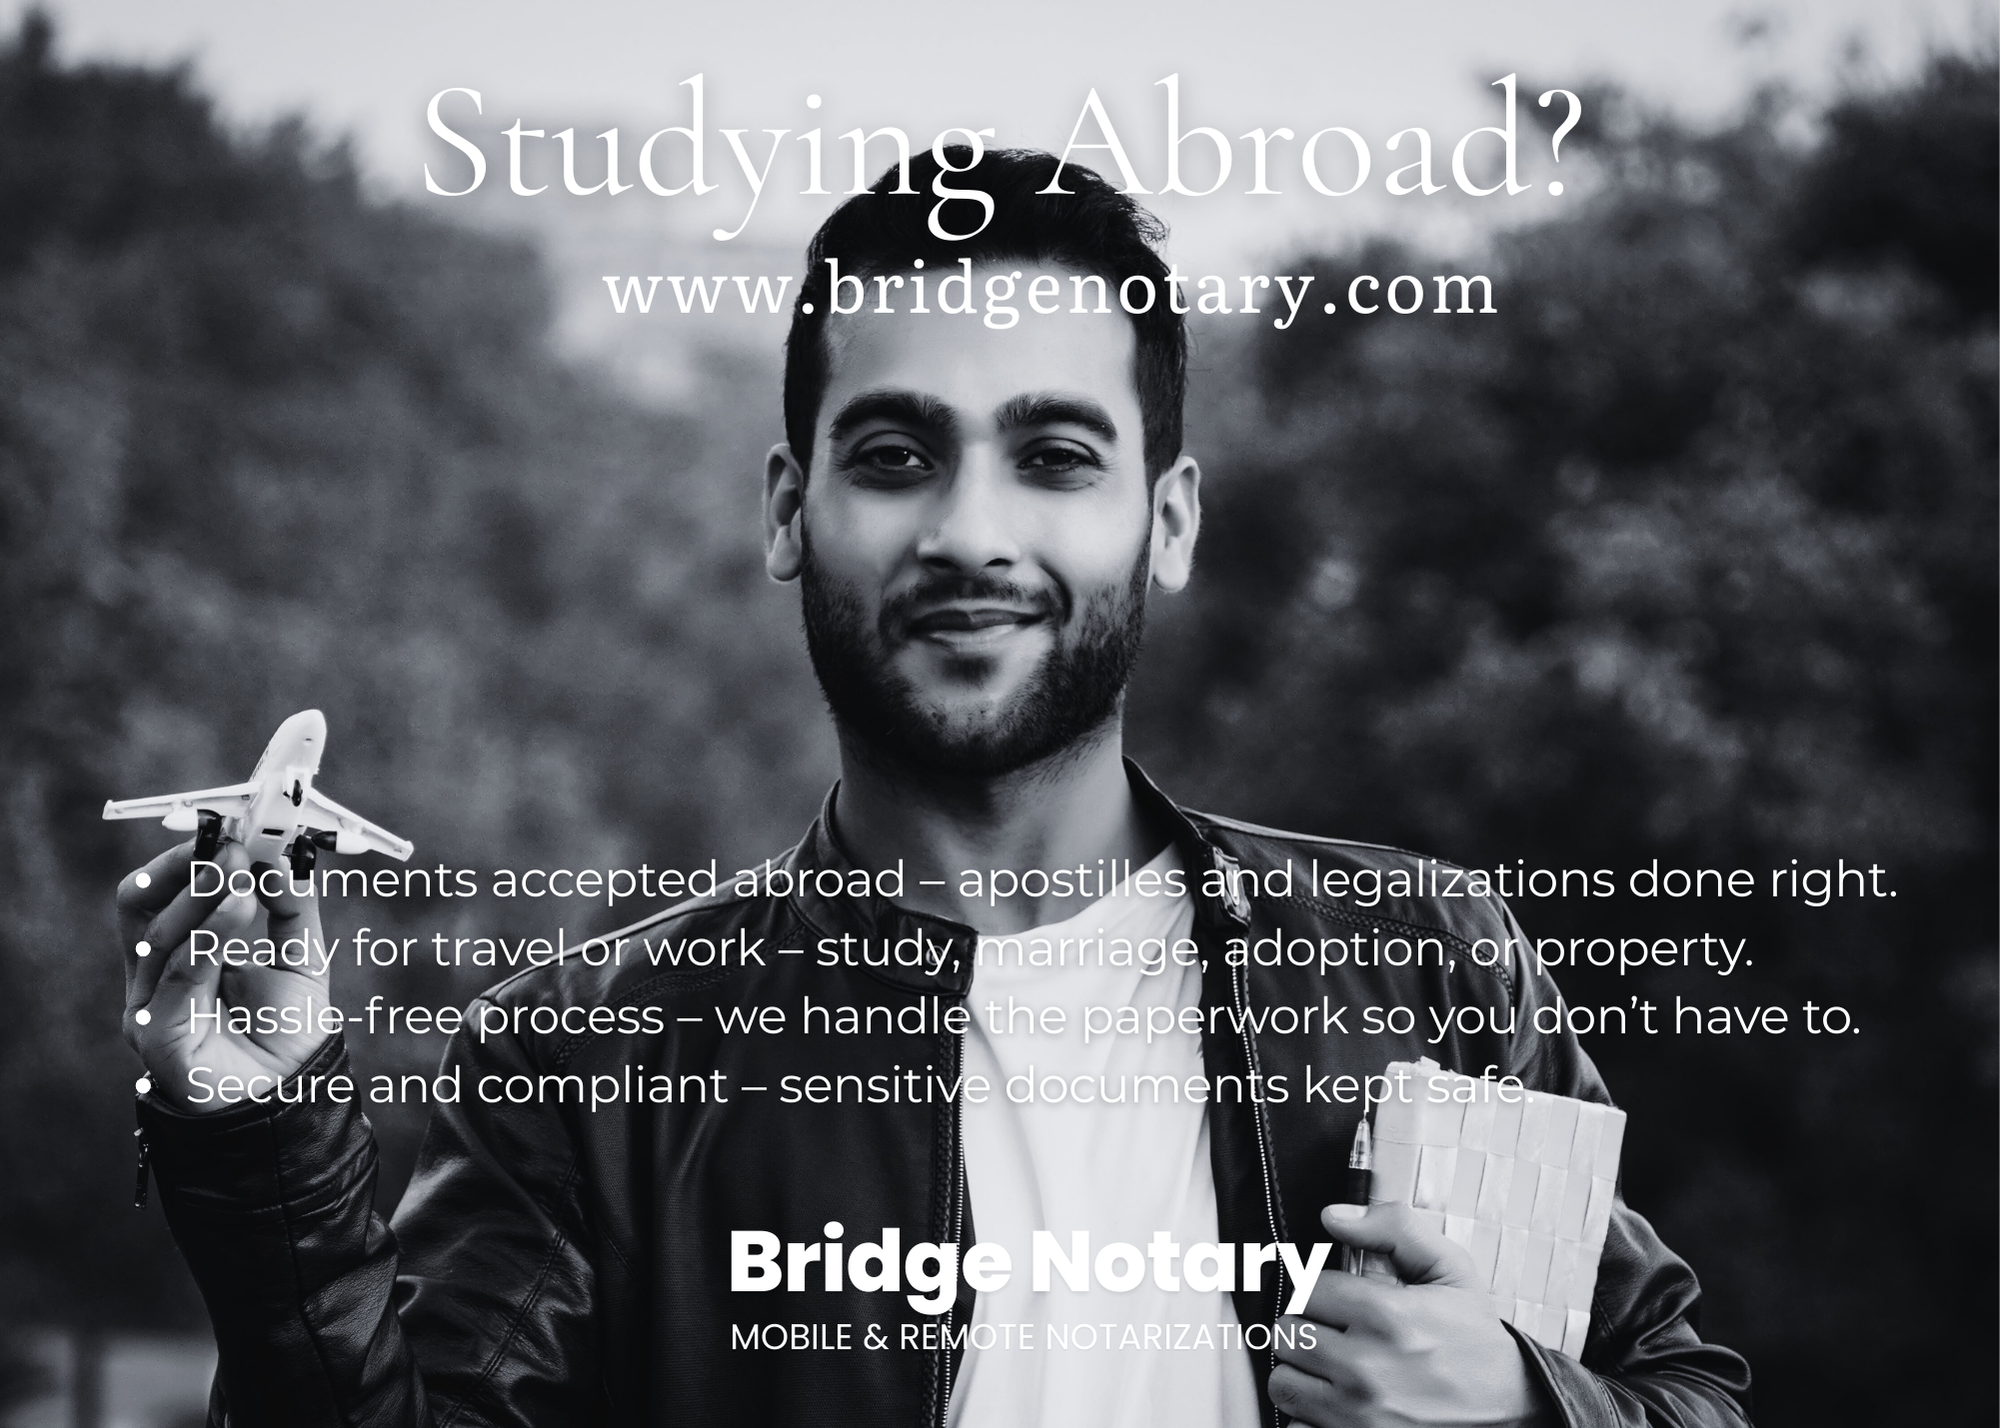 Studying Abroad?
www.bridgenotary.com
• Documents accepted abroad – apostilles and legalizations done right.
• Ready for travel or work – study, marriage, adoption, or property.
• Hassle-free process – we handle the paperwork so you don’t have to.
• Secure and compliant – sensitive documents kept safe.
Bridge Notary
MOBILE & REMOTE NOTARIZATIONS